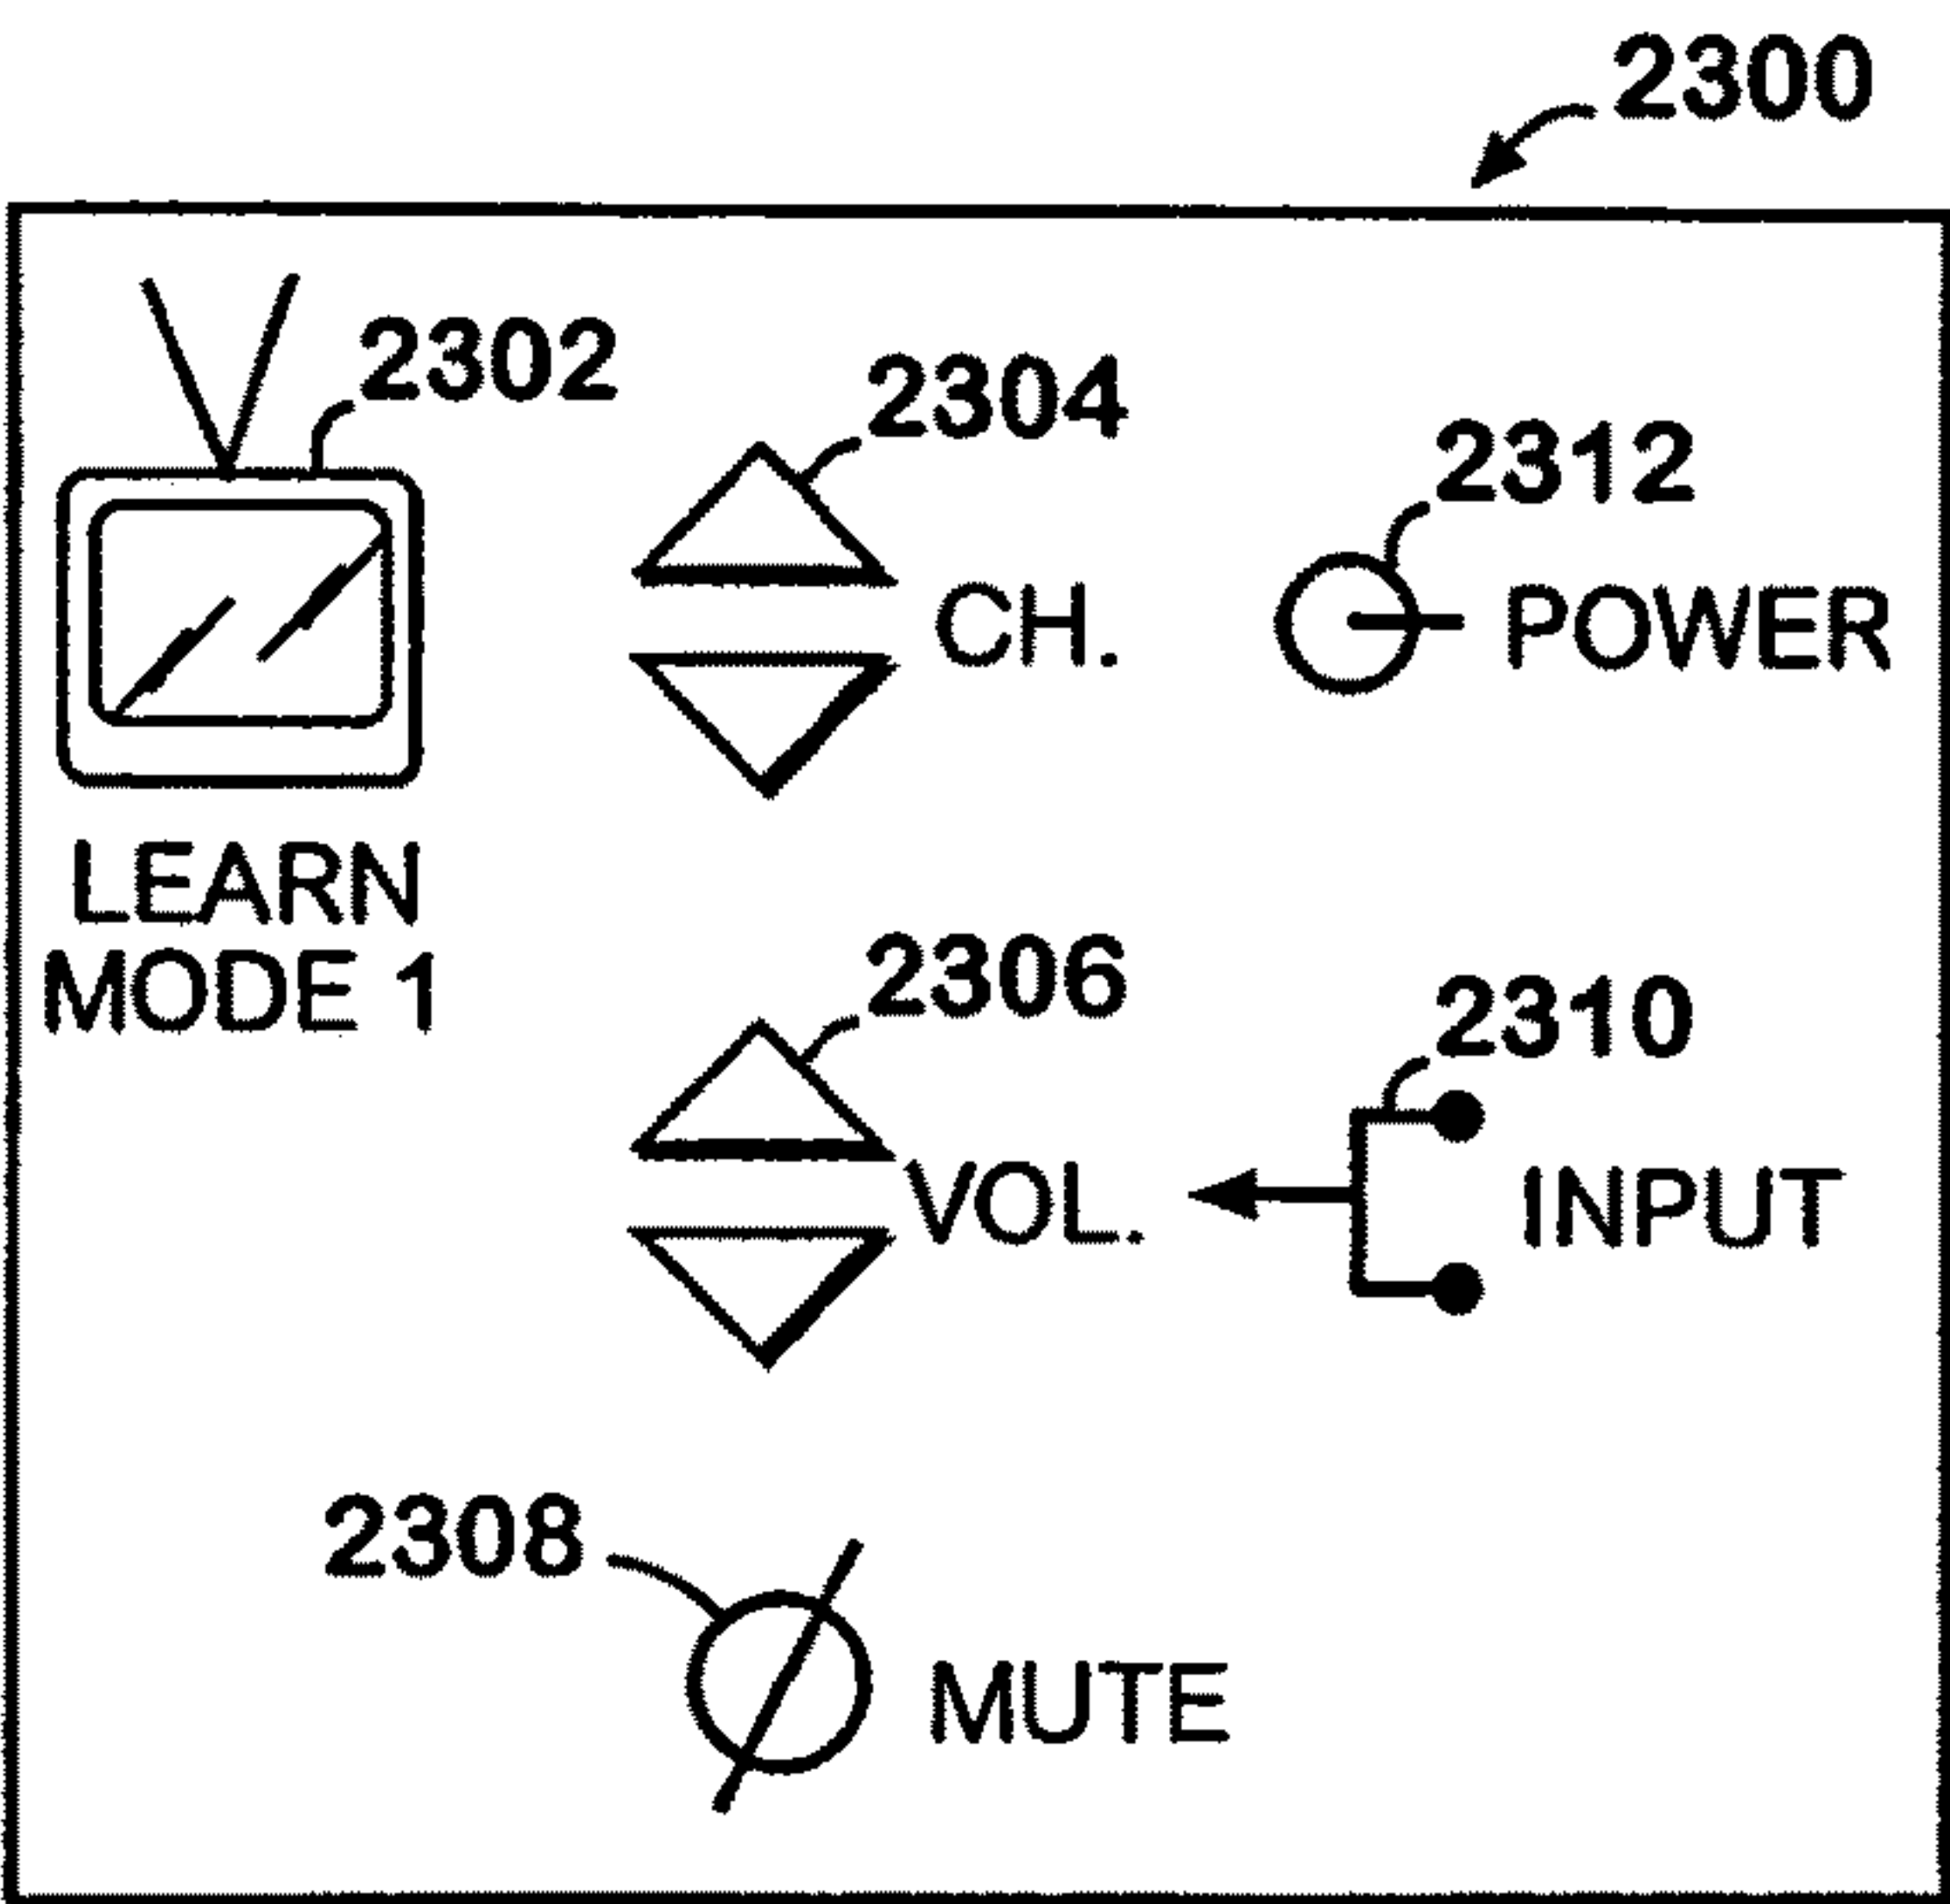 2300
2302
2304
2312
CH.
POWER
LEARN
MODE 1
2306
2310
VOL.
INPUT
2308
MUTE